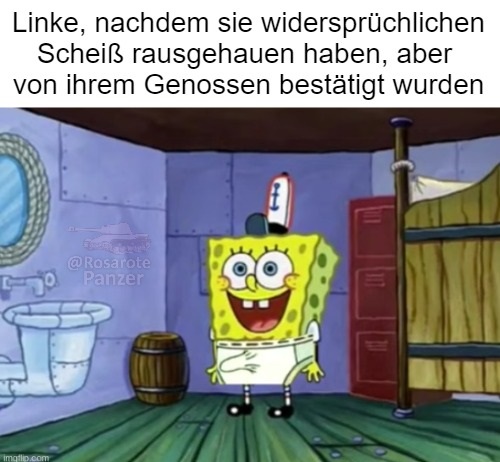 Linke, nachdem sie widersprüchlichen
Scheiß rausgehauen haben, aber
von ihrem Genossen bestätigt wurden
@Rosarote
Panzer
imgflip.com